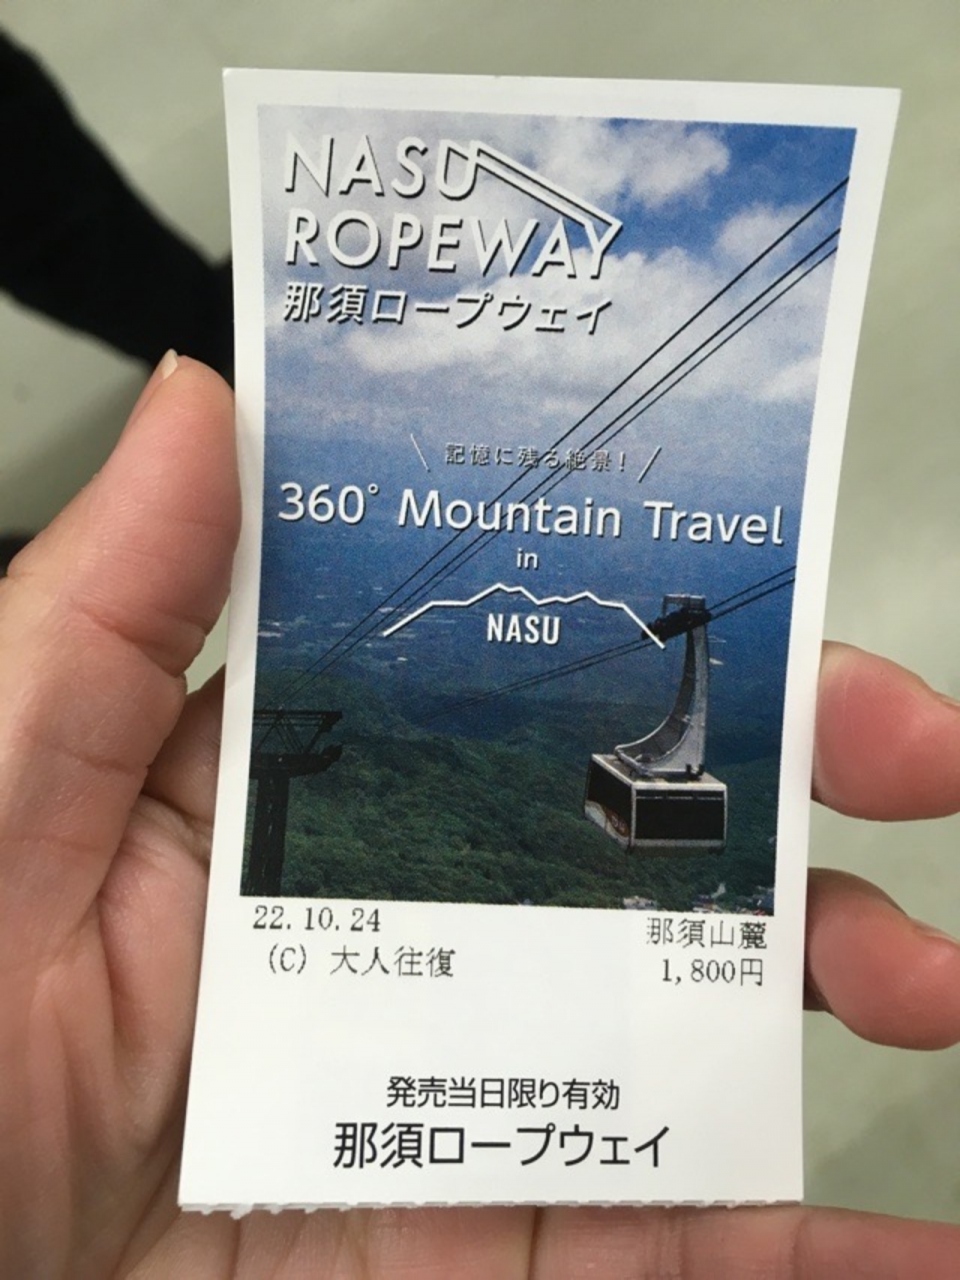 NASU
ROPEWAY
那須ロープウェイ
記憶に残る絶景！
360° Mountain Travel
in
NASU
22.10.24 那須山麓
(C) 大人往復 1,800円
発売当日限り有効
那須ロープウェイ